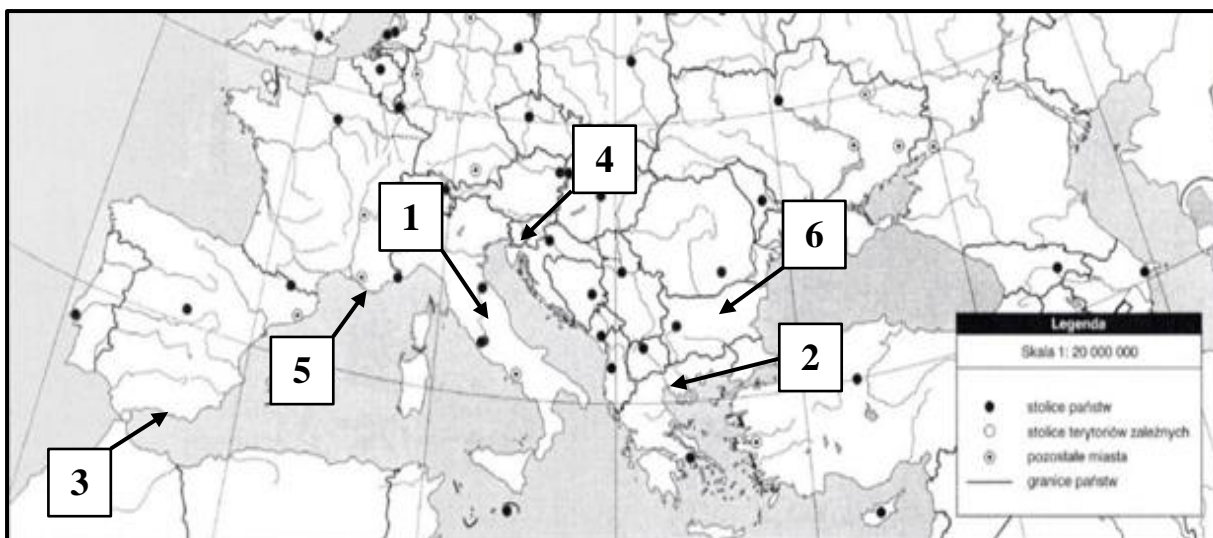 4
1
6
5
2
3
Legenda
Skala 1: 20 000 000
stolice państw
stolice terytoriów zależnych
pozostałe miasta
granice państw